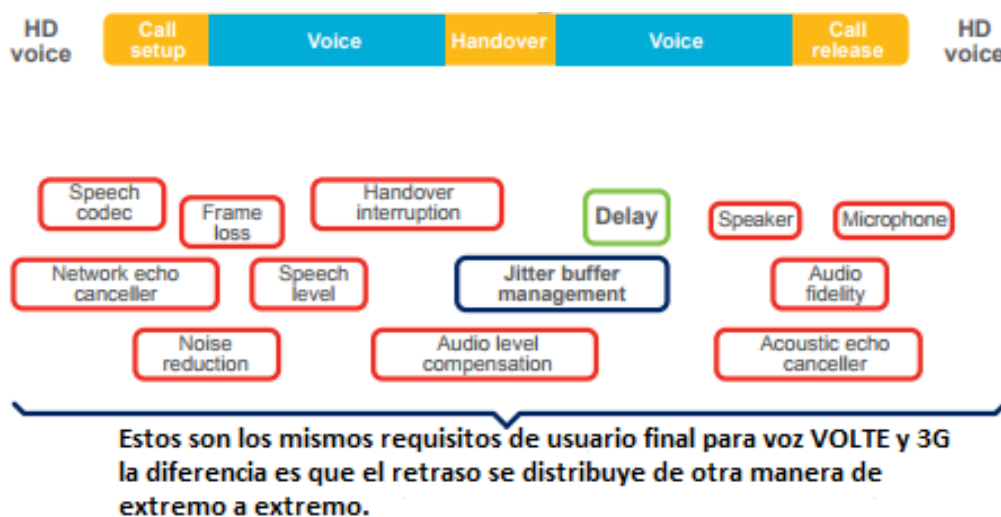 HD voice
Call setup
Voice
Handover
Voice
Call release
HD voice
Speech codec
Frame loss
Handover interruption
Delay
Speaker
Microphone
Network echo canceller
Speech level
Jitter buffer management
Audio fidelity
Noise reduction
Audio level compensation
Acoustic echo canceller
Estos son los mismos requisitos de usuario final para voz VOLTE y 3G
la diferencia es que el retraso se distribuye de otra manera de
extremo a extremo.